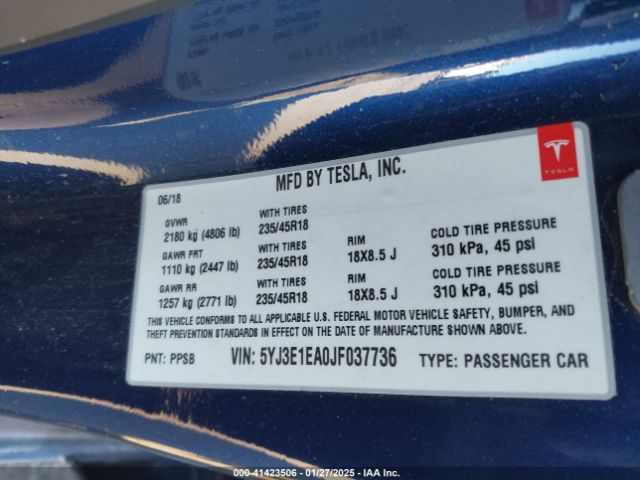 MFD BY TESLA, INC.
TESLA
06/18
GVWR WITH TIRES
2180 kg (4806 lb) 235/45R18
GAWR FRT WITH TIRES RIM COLD TIRE PRESSURE
1110 kg (2447 lb) 235/45R18 18X8.5 J 310 kPa, 45 psi
GAWR RR WITH TIRES RIM COLD TIRE PRESSURE
1257 kg (2771 lb) 235/45R18 18X8.5 J 310 kPa, 45 psi
THIS VEHICLE CONFORMS TO ALL APPLICABLE U.S. FEDERAL MOTOR VEHICLE SAFETY, BUMPER, AND
THEFT PREVENTION STANDARDS IN EFFECT ON THE DATE OF MANUFACTURE SHOWN ABOVE.
PNT: PPSB VIN: 5YJ3E1EA0JF037736 TYPE: PASSENGER CAR
000-41423506 - 01/27/2025 - IAA Inc.